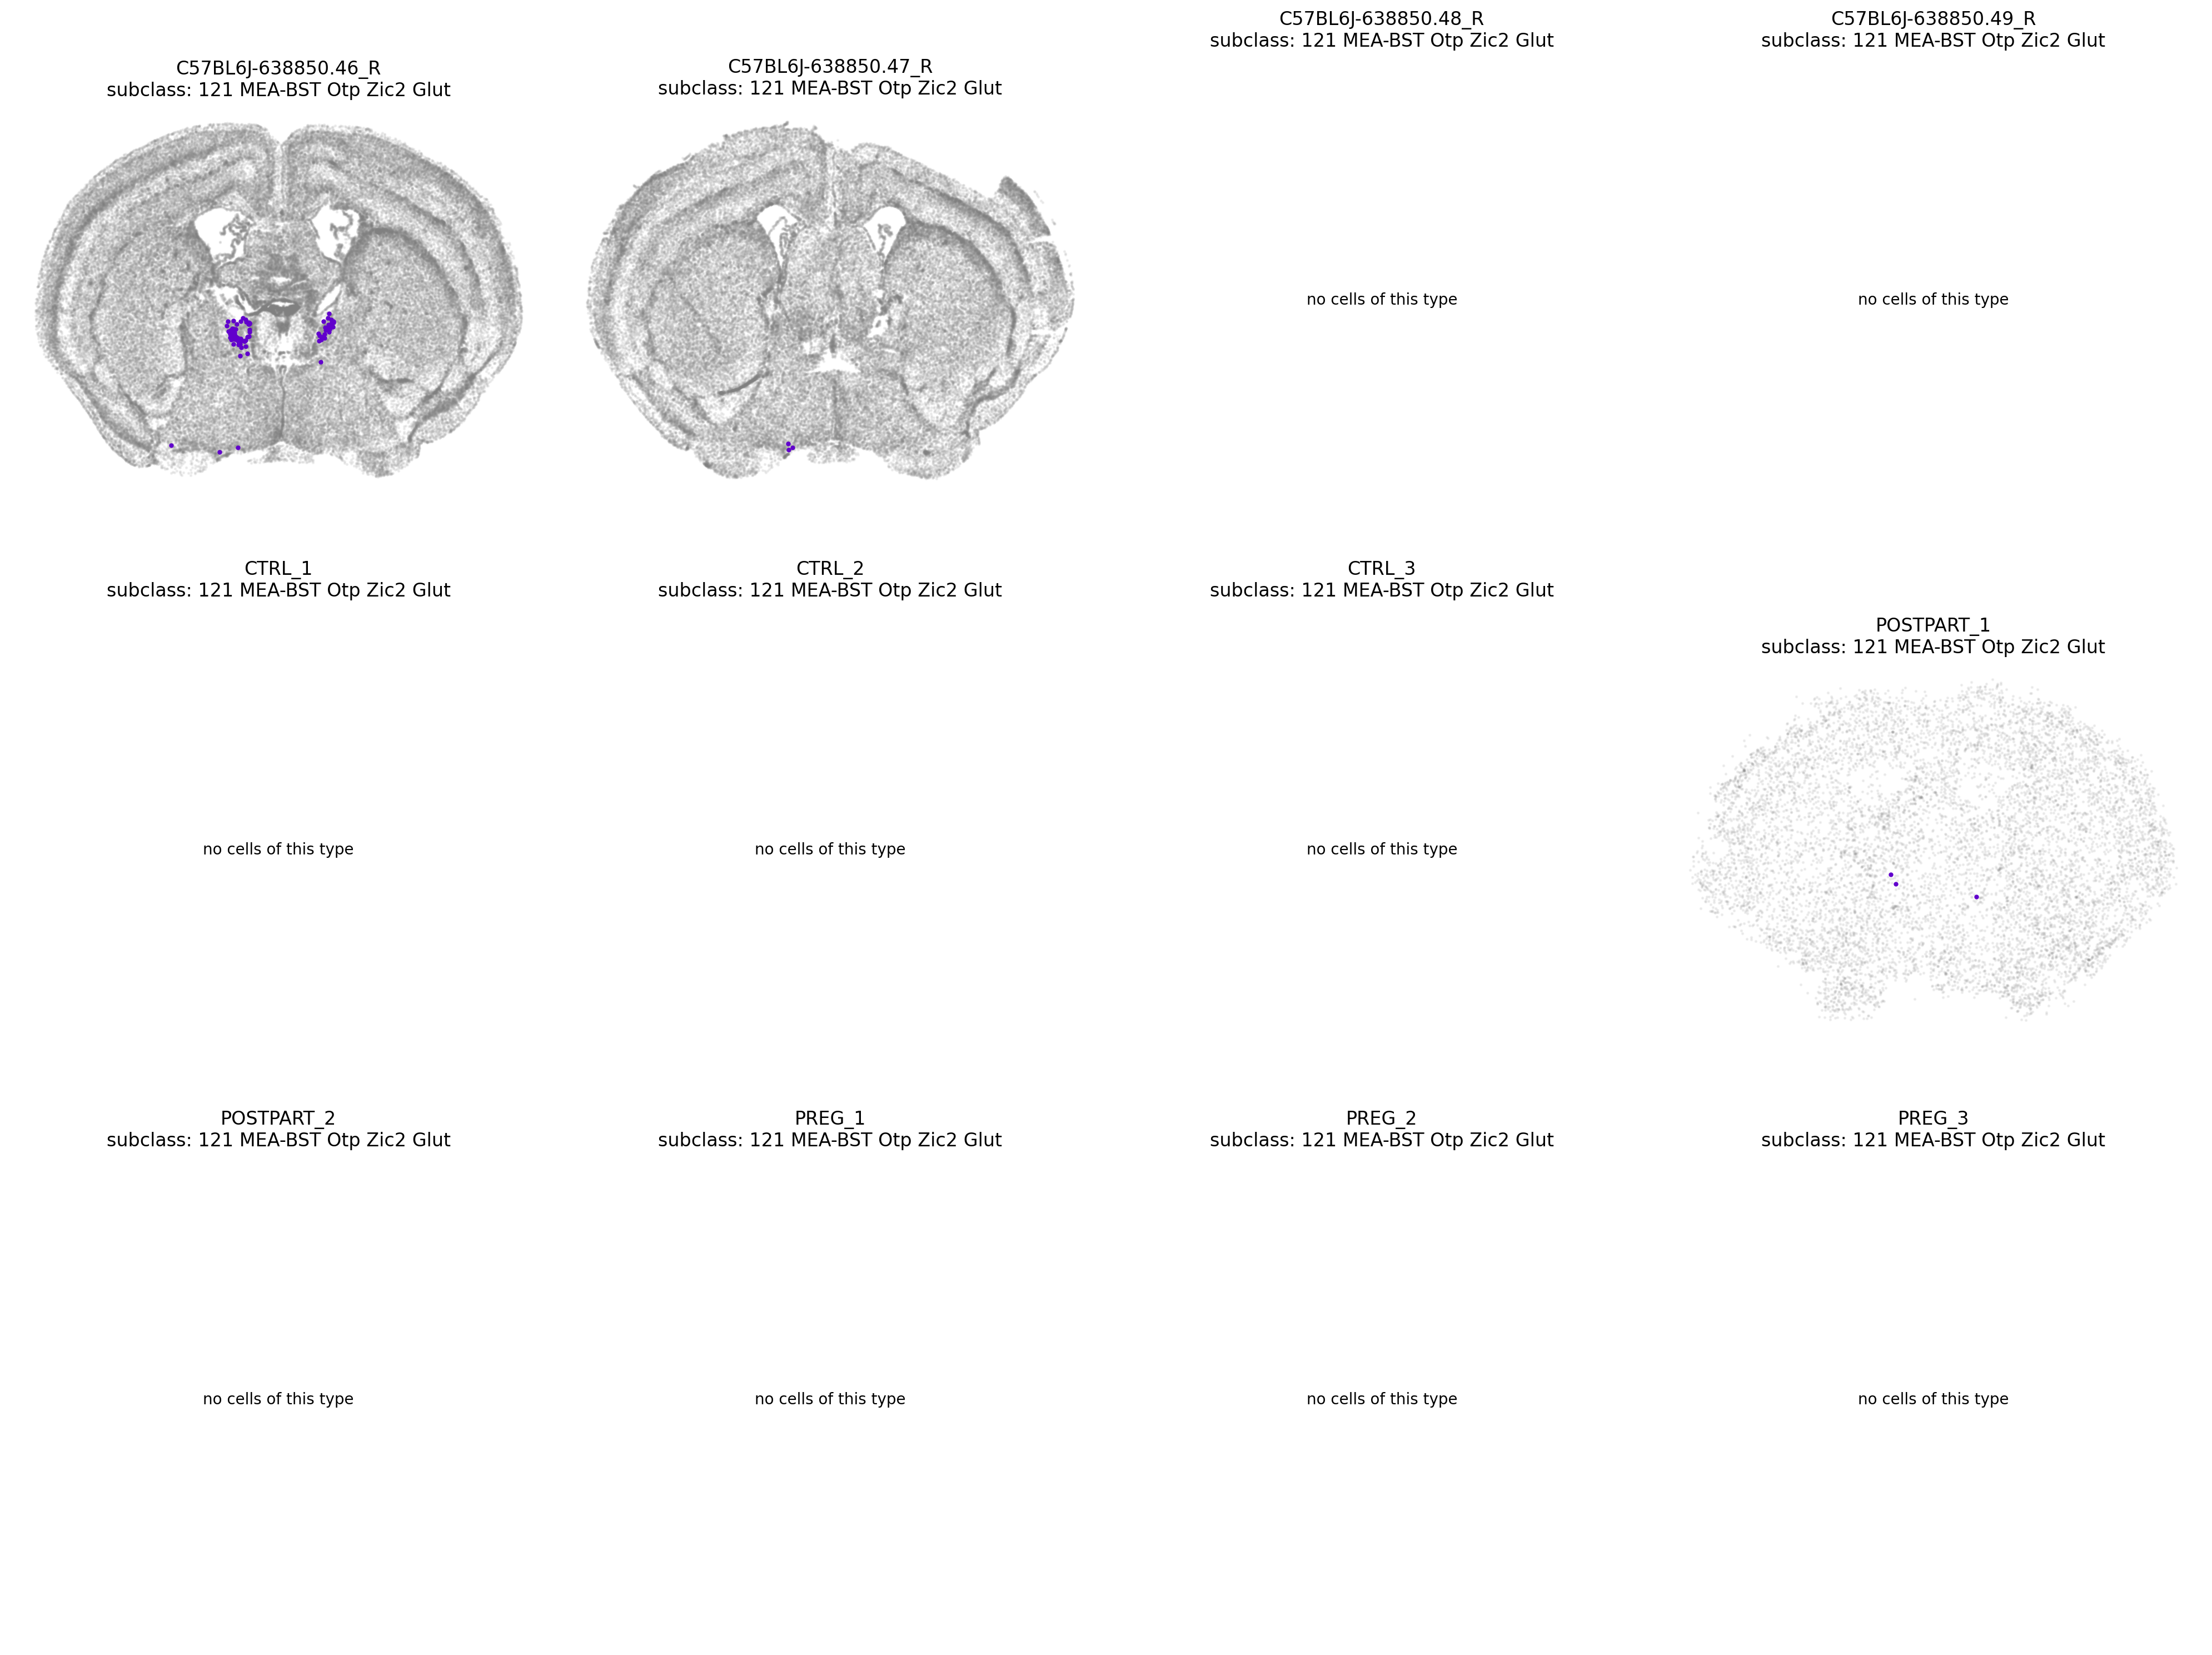 C57BL6J-638850.46_R
subclass: 121 MEA-BST Otp Zic2 Glut
C57BL6J-638850.47_R
subclass: 121 MEA-BST Otp Zic2 Glut
C57BL6J-638850.48_R
subclass: 121 MEA-BST Otp Zic2 Glut
no cells of this type
C57BL6J-638850.49_R
subclass: 121 MEA-BST Otp Zic2 Glut
no cells of this type
CTRL_1
subclass: 121 MEA-BST Otp Zic2 Glut
no cells of this type
CTRL_2
subclass: 121 MEA-BST Otp Zic2 Glut
no cells of this type
CTRL_3
subclass: 121 MEA-BST Otp Zic2 Glut
no cells of this type
POSTPART_1
subclass: 121 MEA-BST Otp Zic2 Glut
POSTPART_2
subclass: 121 MEA-BST Otp Zic2 Glut
no cells of this type
PREG_1
subclass: 121 MEA-BST Otp Zic2 Glut
no cells of this type
PREG_2
subclass: 121 MEA-BST Otp Zic2 Glut
no cells of this type
PREG_3
subclass: 121 MEA-BST Otp Zic2 Glut
no cells of this type